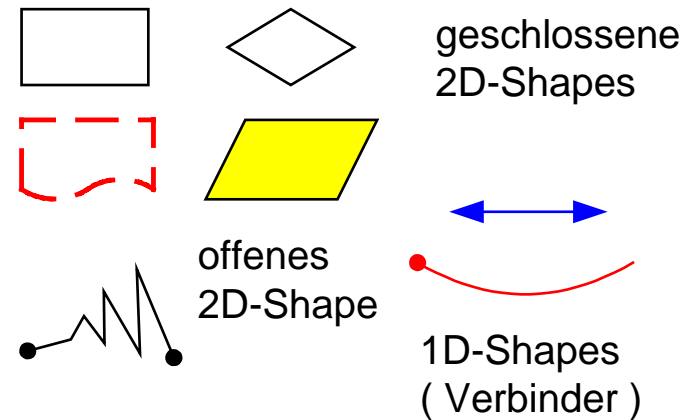 geschlossene
2D-Shapes
offenes
2D-Shape
1D-Shapes
( Verbinder )